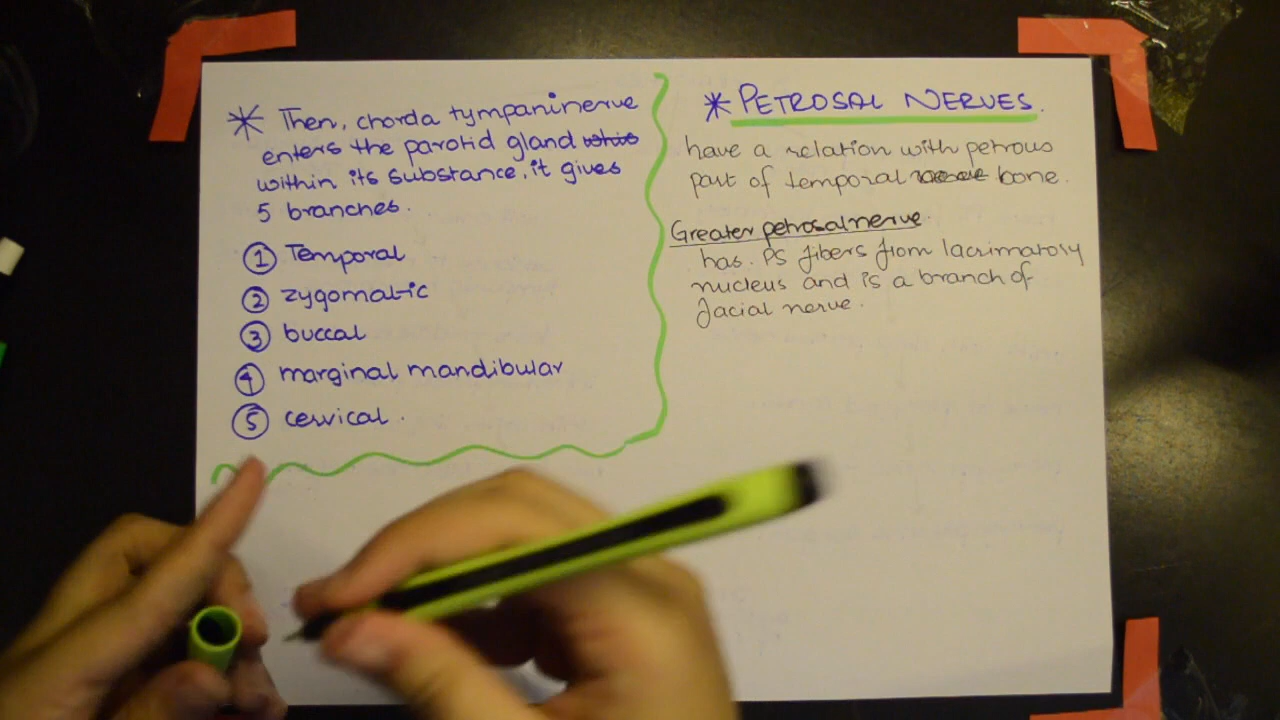 * Then, chorda tympani nerve
enters the parotid gland
within its substance, it gives
5 branches.
① Temporal
② zygomatic
③ buccal
④ marginal mandibular
⑤ cervical.
* PETROSAL NERVES.
have a relation with petrous
part of temporal bone.
Greater petrosal nerve.
has PS fibers from lacrimatory
nucleus and is a branch of
facial nerve.